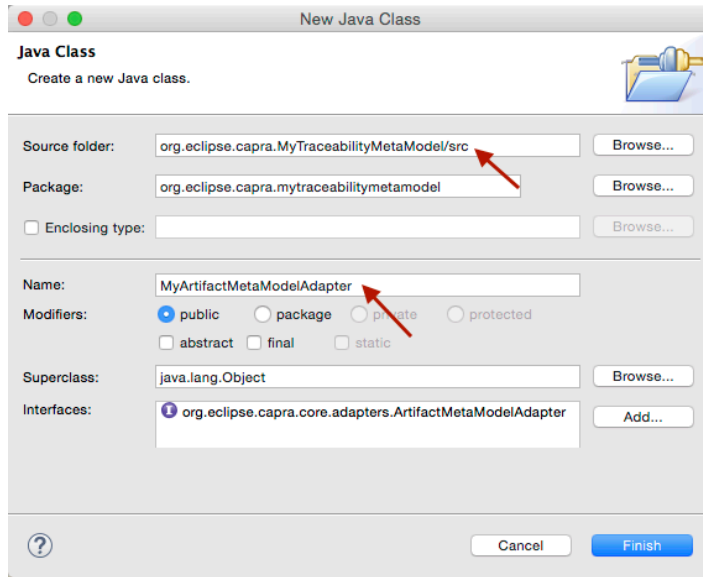 New Java Class
Java Class
Create a new Java class.
Source folder: org.eclipse.capra.MyTraceabilityMetaModel/src Browse...
Package: org.eclipse.capra.mytraceabilitymetamodel Browse...
Enclosing type: Browse...
Name: MyArtifactMetaModelAdapter
Modifiers: public package private protected
abstract final static
Superclass: java.lang.Object Browse...
Interfaces: org.eclipse.capra.core.adapters.ArtifactMetaModelAdapter Add...
Cancel Finish